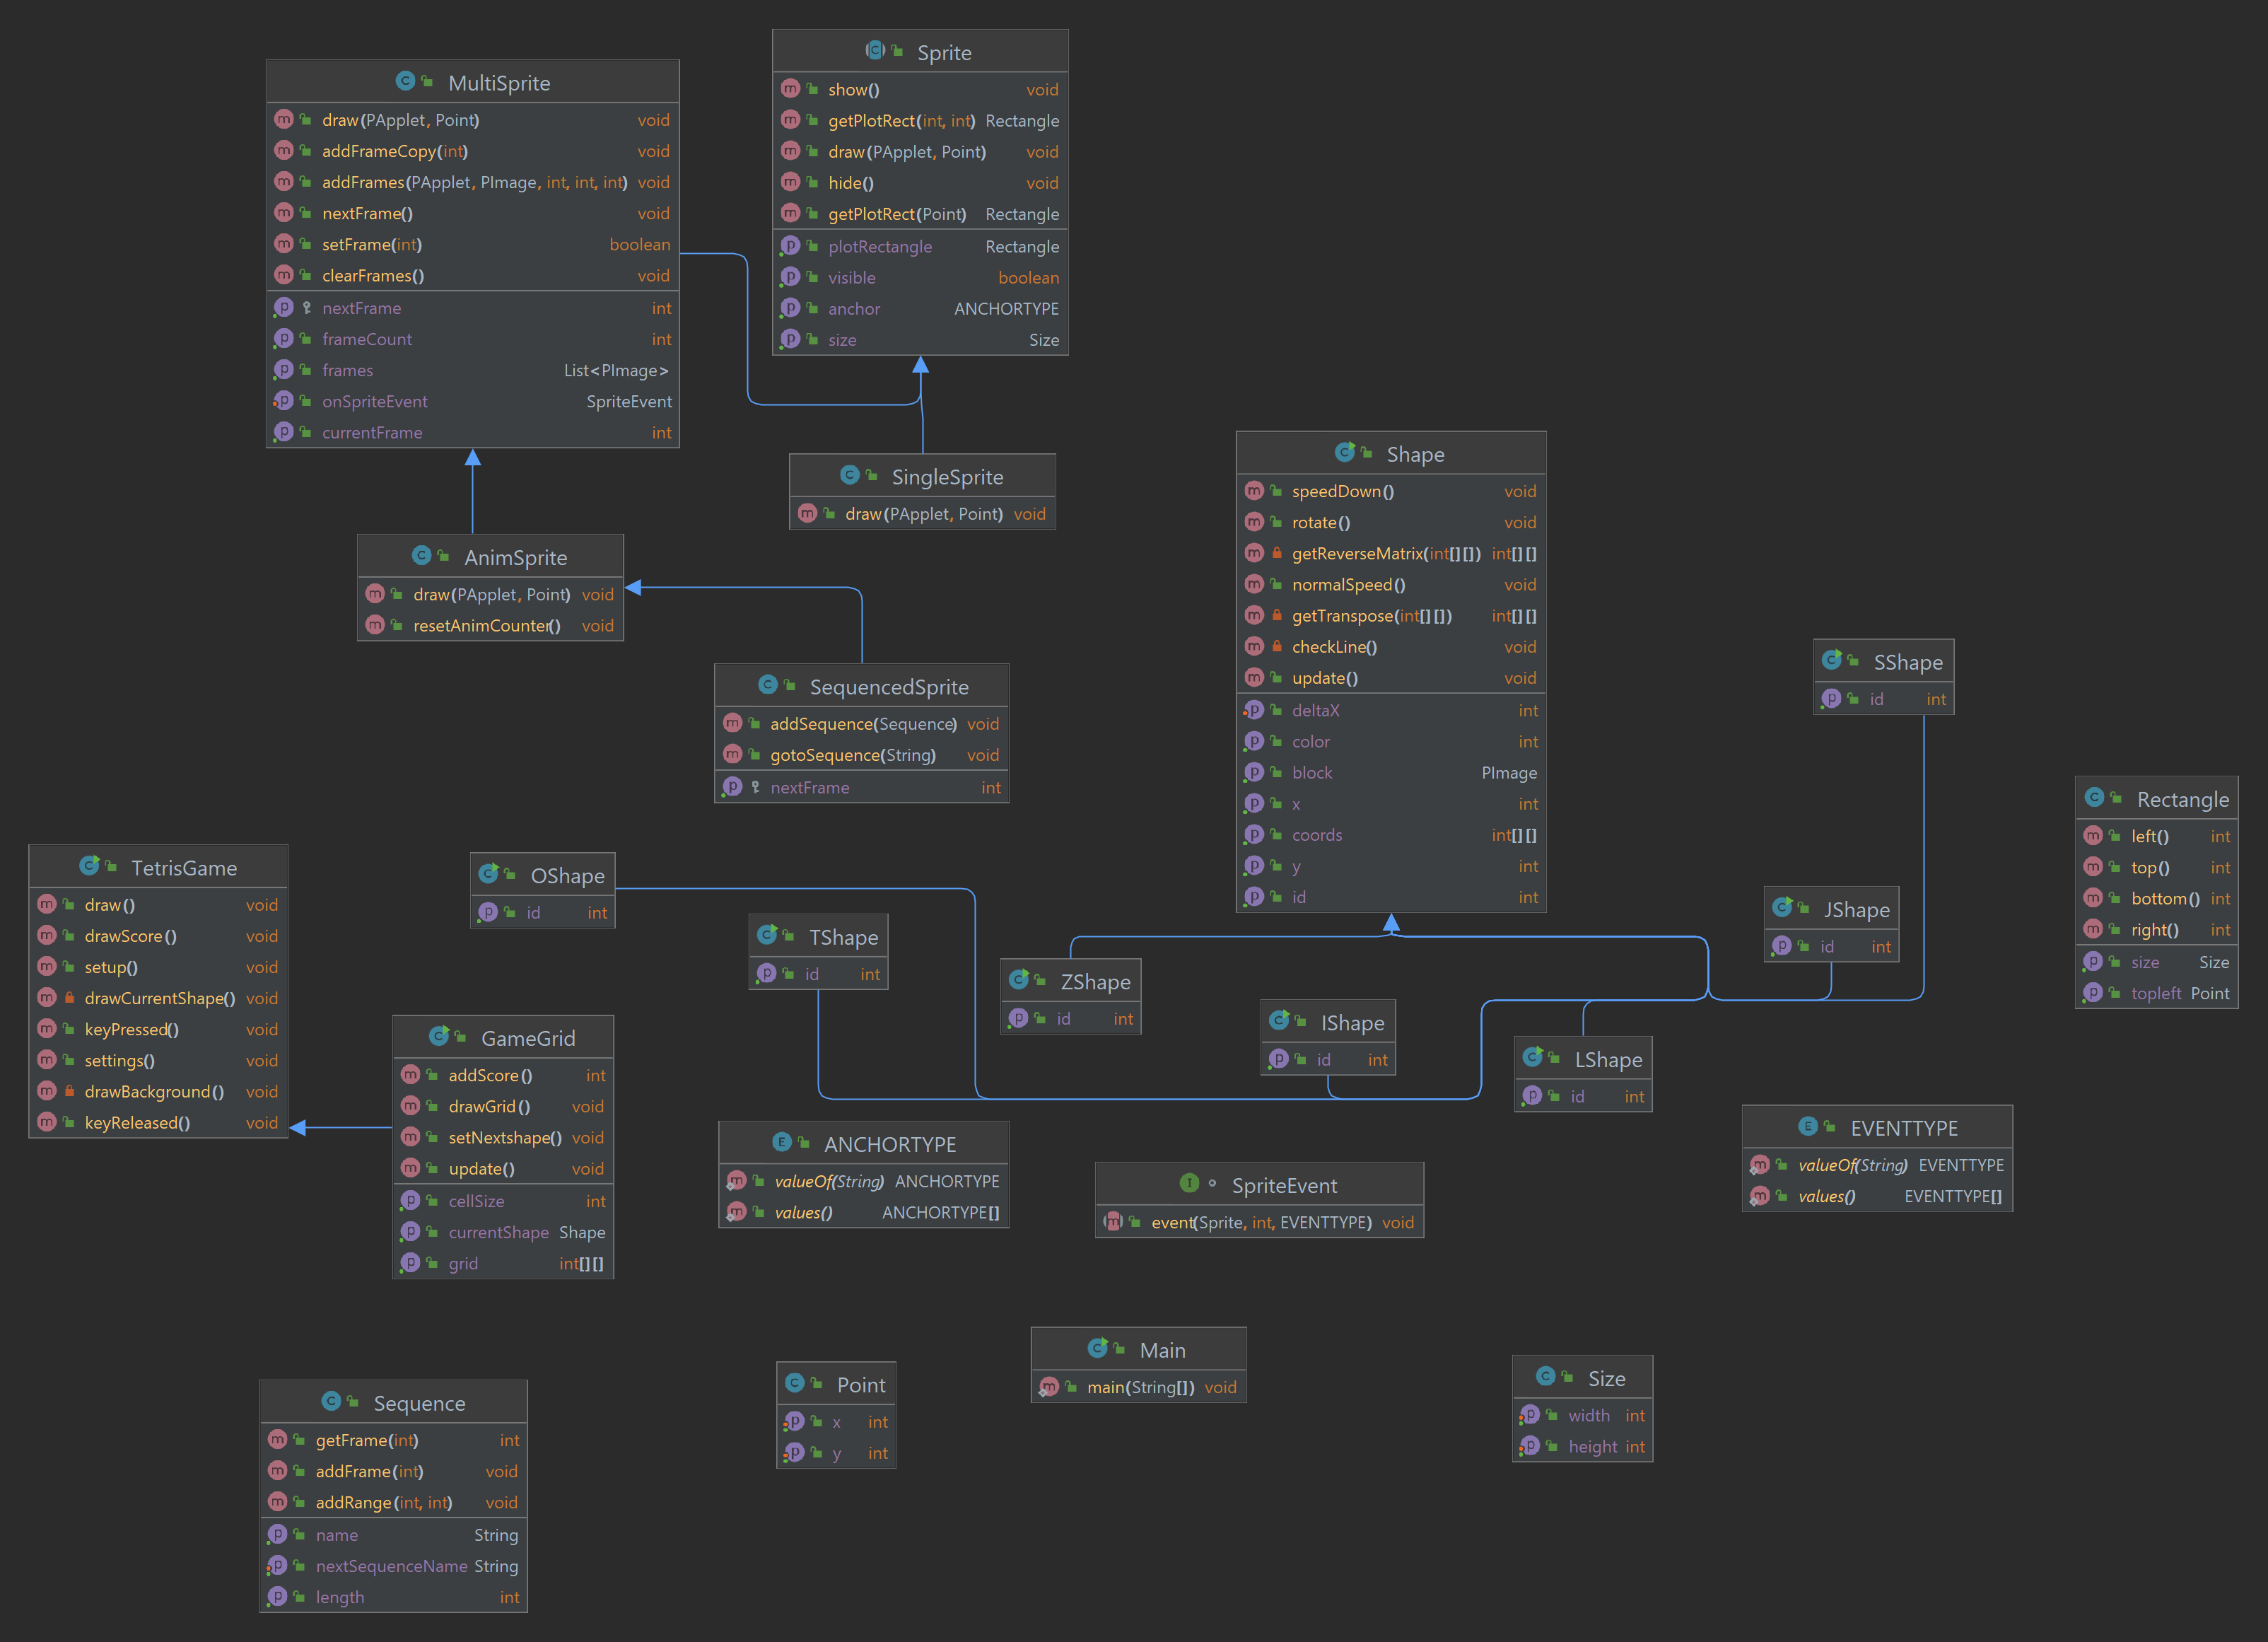 MultiSprite
draw(PApplet, Point) void
addFrameCopy(int) void
addFrames(PApplet, PImage, int, int, int) void
nextFrame() void
setFrame(int) boolean
clearFrames() void
nextFrame int
frameCount int
frames List<PImage>
onSpriteEvent SpriteEvent
currentFrame int
Sprite
show() void
getPlotRect(int, int) Rectangle
draw(PApplet, Point) void
hide() void
getPlotRect(Point) Rectangle
plotRectangle Rectangle
visible boolean
anchor ANCHORTYPE
size Size
SingleSprite
draw(PApplet, Point) void
AnimSprite
draw(PApplet, Point) void
resetAnimCounter() void
SequencedSprite
addSequence(Sequence) void
gotoSequence(String) void
nextFrame int
Shape
speedDown() void
rotate() void
getReverseMatrix(int[][]) int[][]
normalSpeed() void
getTranspose(int[][]) int[][]
checkLine() void
update() void
deltaX int
color int
block PImage
x int
coords int[][]
y int
id int
SShape
id int
Rectangle
left() int
top() int
bottom() int
right() int
size Size
topleft Point
TetrisGame
draw() void
drawScore() void
setup() void
drawCurrentShape() void
keyPressed() void
settings() void
drawBackground() void
keyReleased() void
OShape
id int
TShape
id int
ZShape
id int
JShape
id int
IShape
id int
LShape
id int
GameGrid
addScore() int
drawGrid() void
setNextshape() void
update() void
cellSize int
currentShape Shape
grid int[][]
ANCHORTYPE
valueOf(String) ANCHORTYPE
values() ANCHORTYPE[]
SpriteEvent
event(Sprite, int, EVENTTYPE) void
EVENTTYPE
valueOf(String) EVENTTYPE
values() EVENTTYPE[]
Main
main(String[]) void
Point
x int
y int
Size
width int
height int
Sequence
getFrame(int) int
addFrame(int) void
addRange(int, int) void
name String
nextSequenceName String
length int